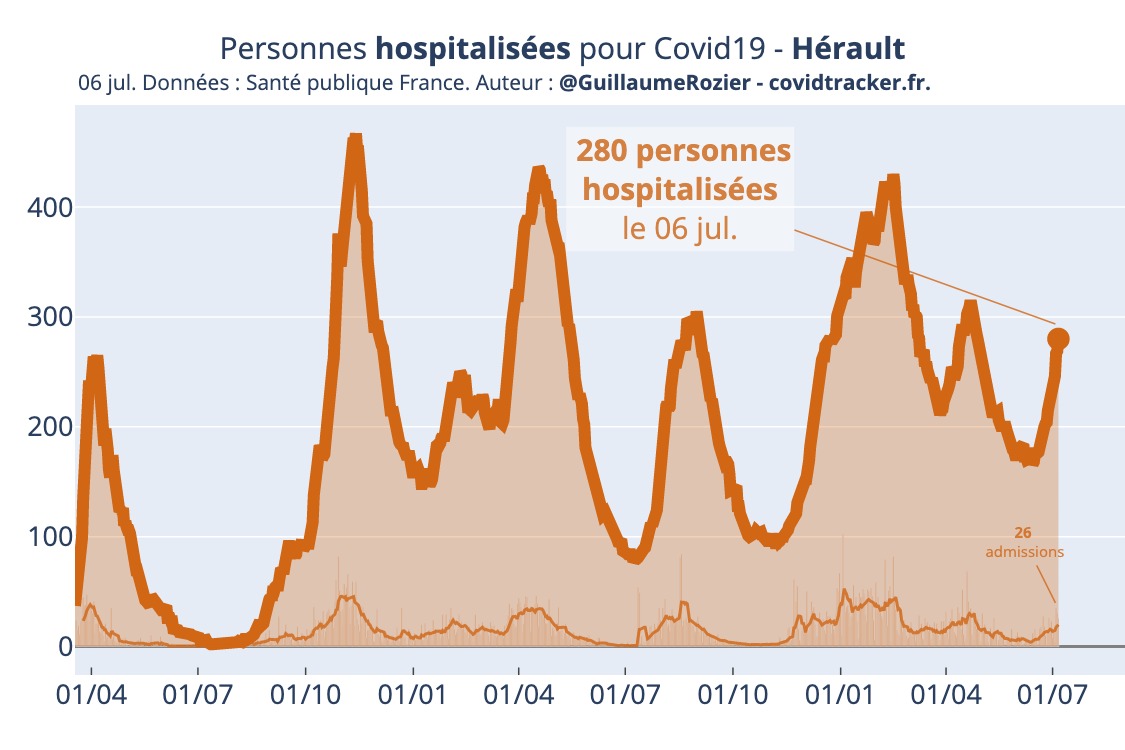 Personnes hospitalisées pour Covid19 - Hérault
06 jul. Données : Santé publique France. Auteur : @GuillaumeRozier - covidtracker.fr.
280 personnes
hospitalisées
le 06 jul.
400
300
200
100
0
26
admissions
01/04 01/07 01/10 01/01 01/04 01/07 01/10 01/01 01/04 01/07